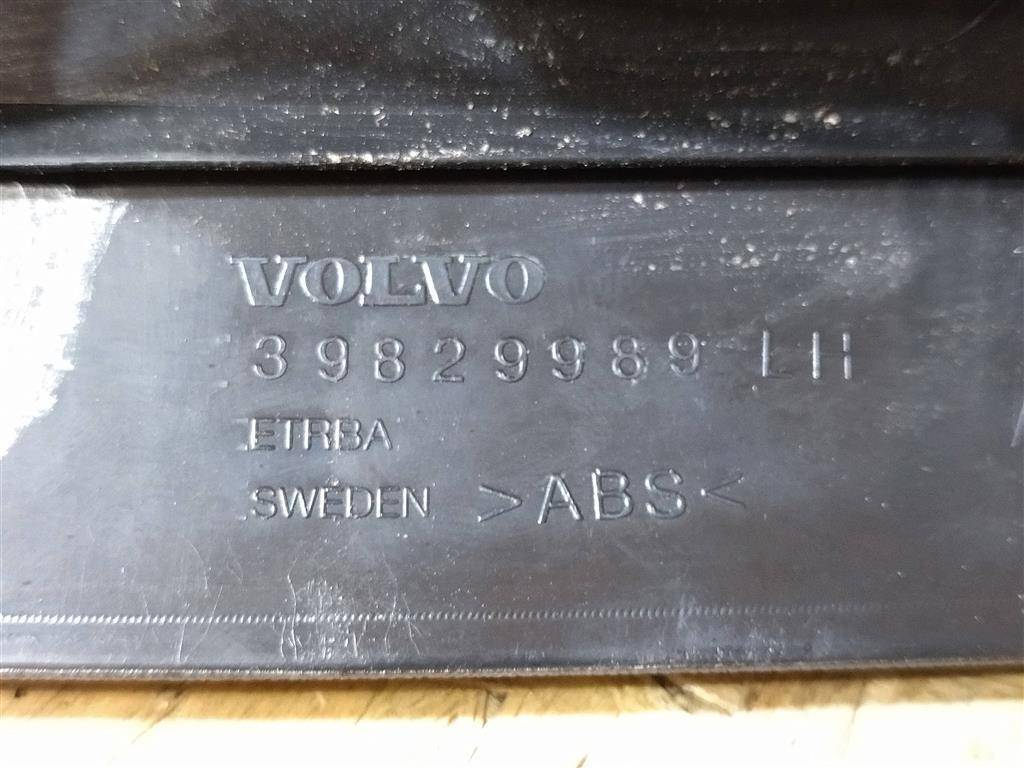 VOLVO
39829989 LH
ETRBA
SWEDEN >ABS<